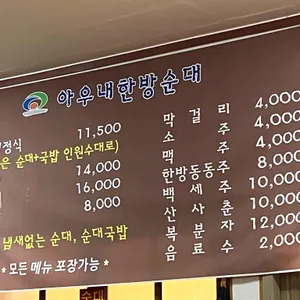 아우내한방순대
정식 11,500
은 순대+국밥 인원수대로)
14,000
16,000
8,000
냄새없는 순대, 순대국밥
* 모든 메뉴 포장가능 *
막걸리 4,000
소주 4,000
맥주 4,000
한방동동주 8,000
백세주 10,000
산사춘 10,000
복분자 12,000
음료수 2,000
순대